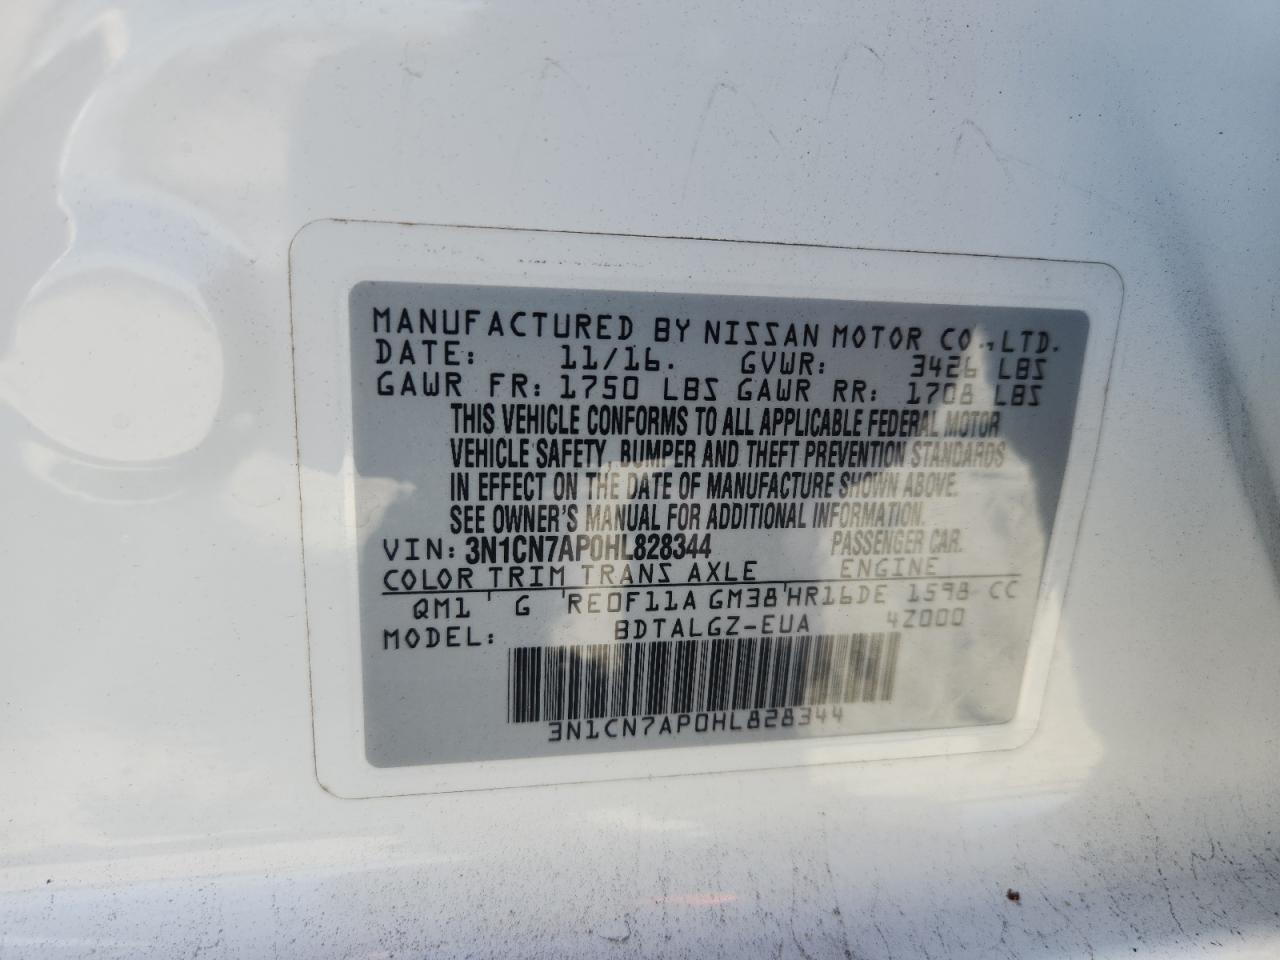 MANUFACTURED BY NISSAN MOTOR CO., LTD.
DATE: 11/16. GVWR: 3426 LBS
GAWR FR: 1750 LBS GAWR RR: 1708 LBS
THIS VEHICLE CONFORMS TO ALL APPLICABLE FEDERAL MOTOR
VEHICLE SAFETY, BUMPER AND THEFT PREVENTION STANDARDS
IN EFFECT ON THE DATE OF MANUFACTURE SHOWN ABOVE.
SEE OWNER'S MANUAL FOR ADDITIONAL INFORMATION.
VIN: 3N1CN7AP0HL828344 PASSENGER CAR.
COLOR TRIM TRANS AXLE ENGINE
QM1 G RE0F11A GM38 HR16DE 1598 CC
MODEL: BDTALGZ-EUA 4Z000
3N1CN7AP0HL828344